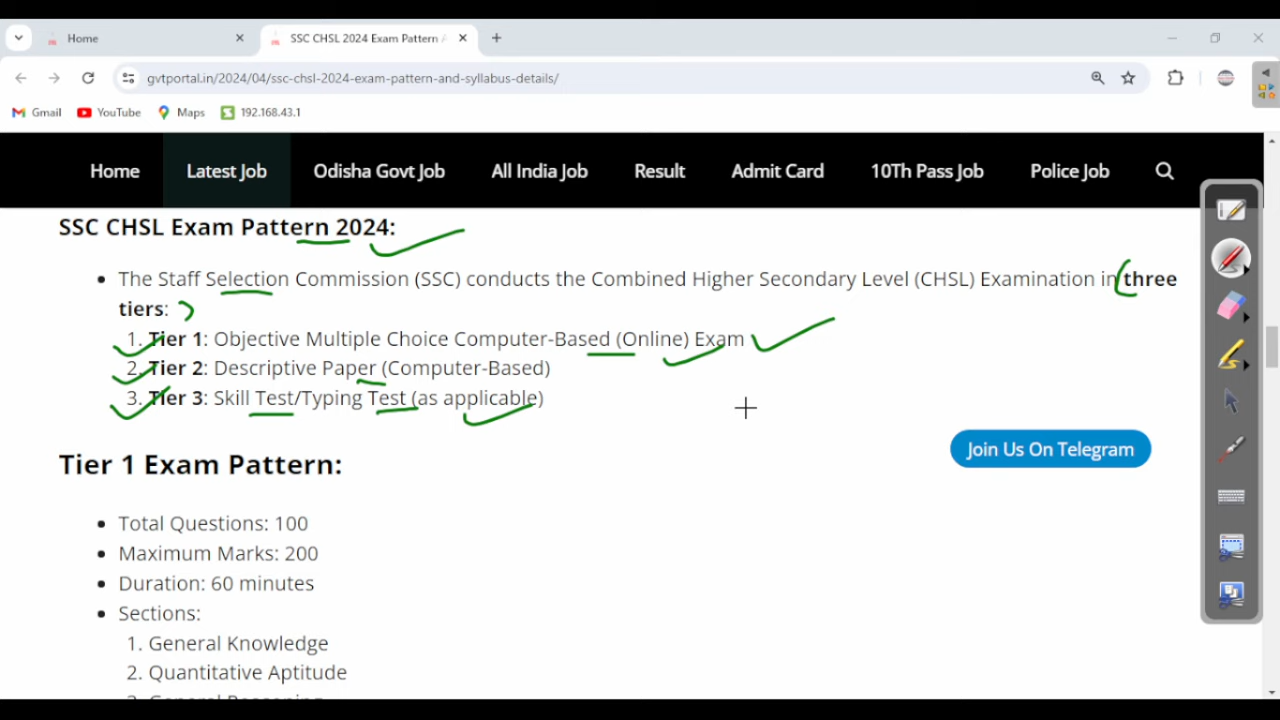 Home
SSC CHSL 2024 Exam Pattern
gvtportal.in/2024/04/ssc-chsl-2024-exam-pattern-and-syllabus-details/
Gmail YouTube Maps 192.168.43.1
Home Latest Job Odisha Govt Job All India Job Result Admit Card 10Th Pass Job Police Job
SSC CHSL Exam Pattern 2024:
• The Staff Selection Commission (SSC) conducts the Combined Higher Secondary Level (CHSL) Examination in three
tiers:
1. Tier 1: Objective Multiple Choice Computer-Based (Online) Exam
2. Tier 2: Descriptive Paper (Computer-Based)
3. Tier 3: Skill Test/Typing Test (as applicable)
Join Us On Telegram
Tier 1 Exam Pattern:
• Total Questions: 100
• Maximum Marks: 200
• Duration: 60 minutes
• Sections:
1. General Knowledge
2. Quantitative Aptitude